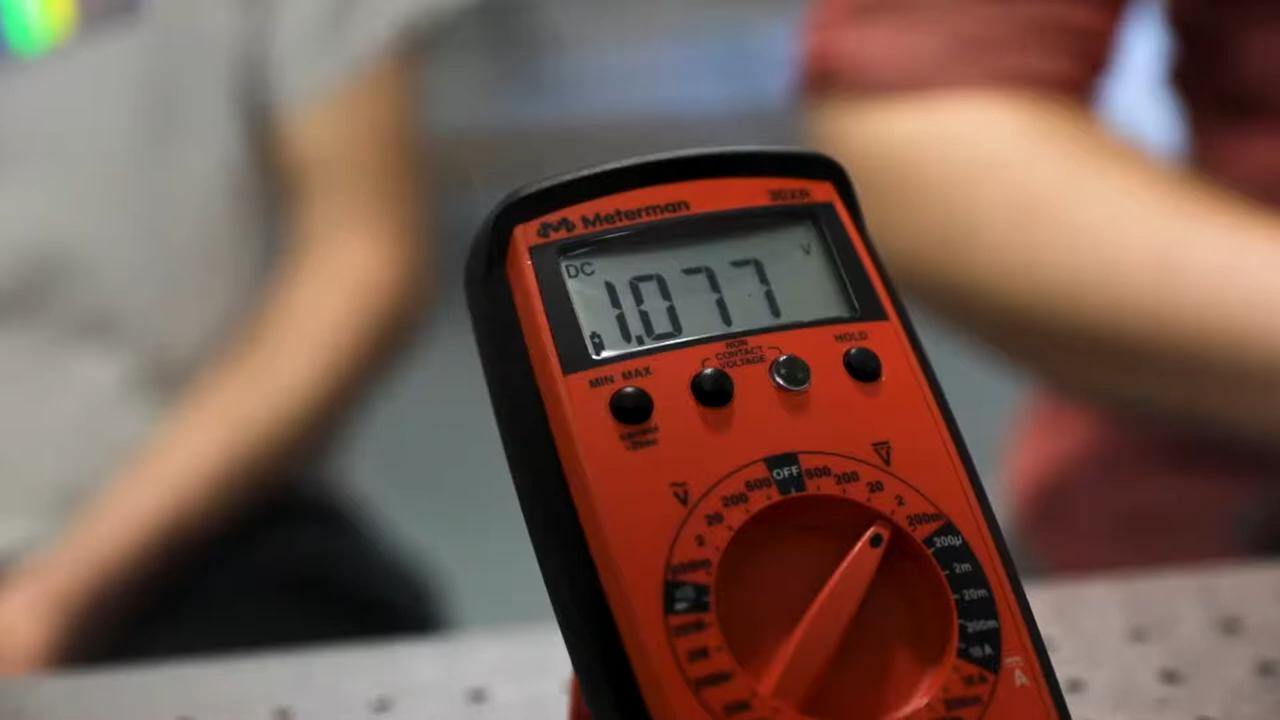 Meterman 30XR
DC V
1.077
NON
CONTACT
VOLTAGE
HOLD
MIN MAX
OFF
600 200 20 2 200m
600 200 20 2
V
V
200µ
2m
20m
200m
10A
A